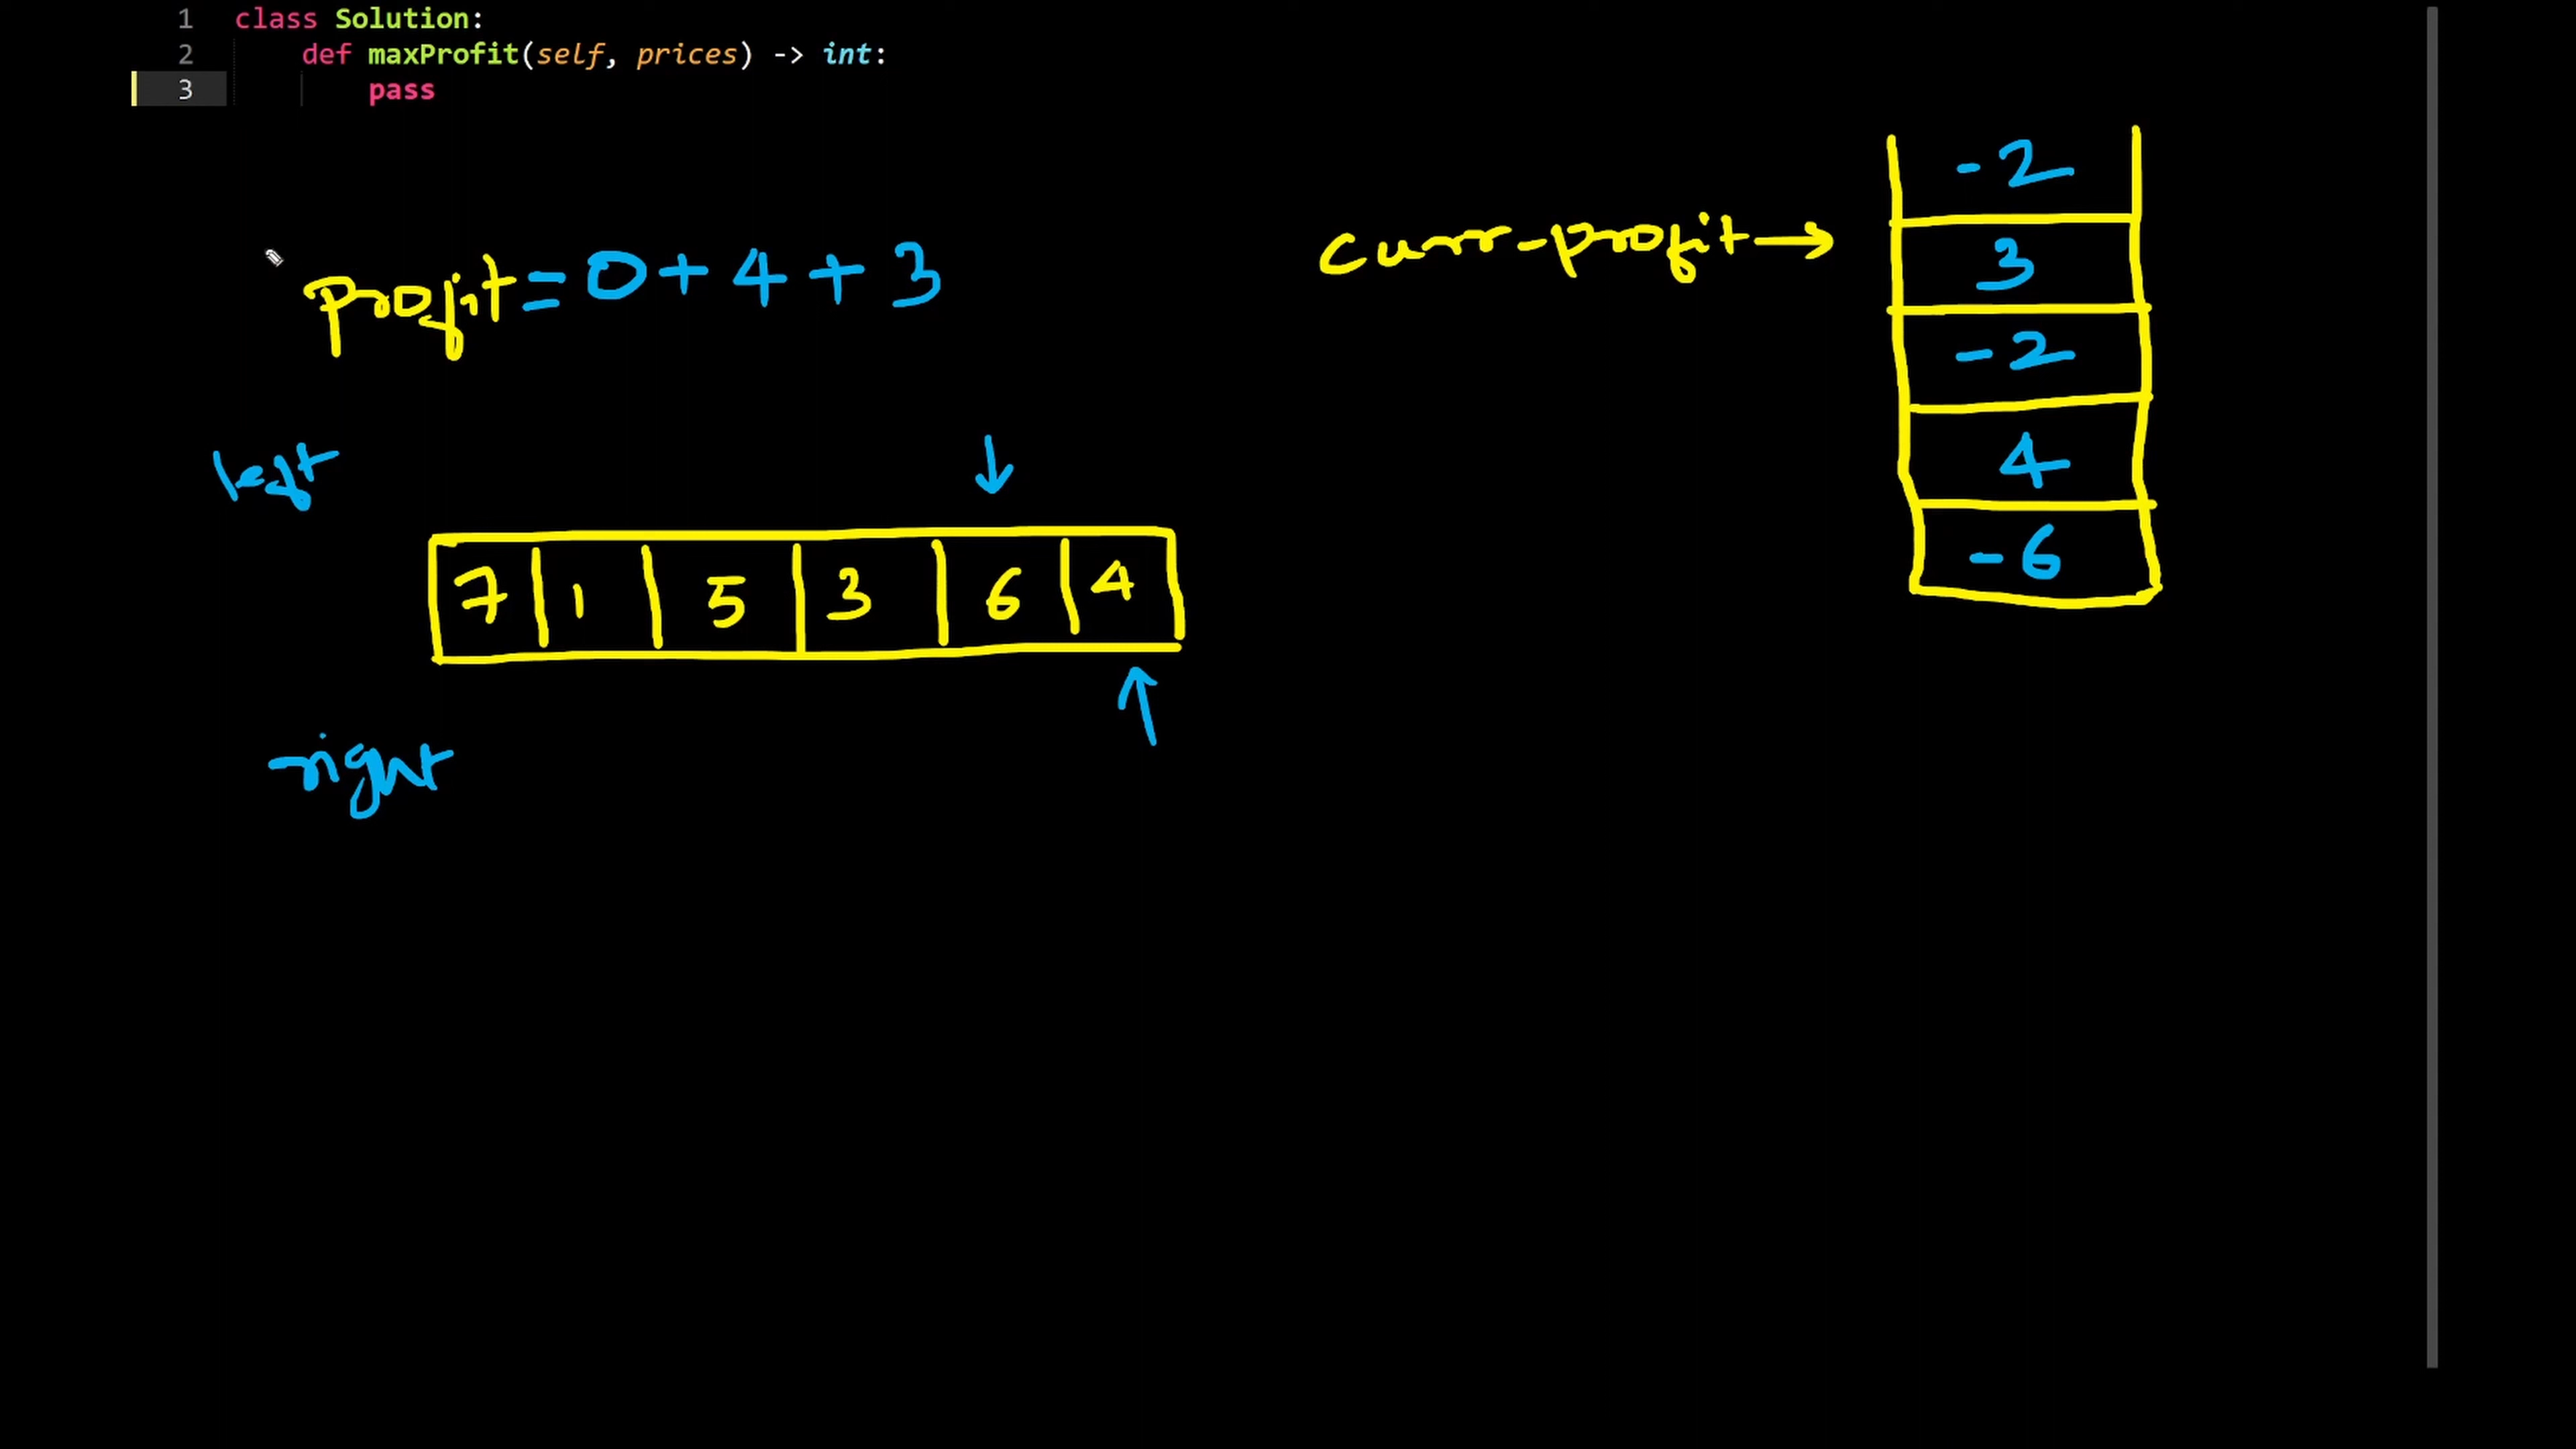 1 class Solution:
2 def maxProfit(self, prices) -> int:
3 pass
profit = 0 + 4 + 3
curr-profit →
-2
3
-2
4
-6
left
↓
7 1 5 3 6 4
↑
right